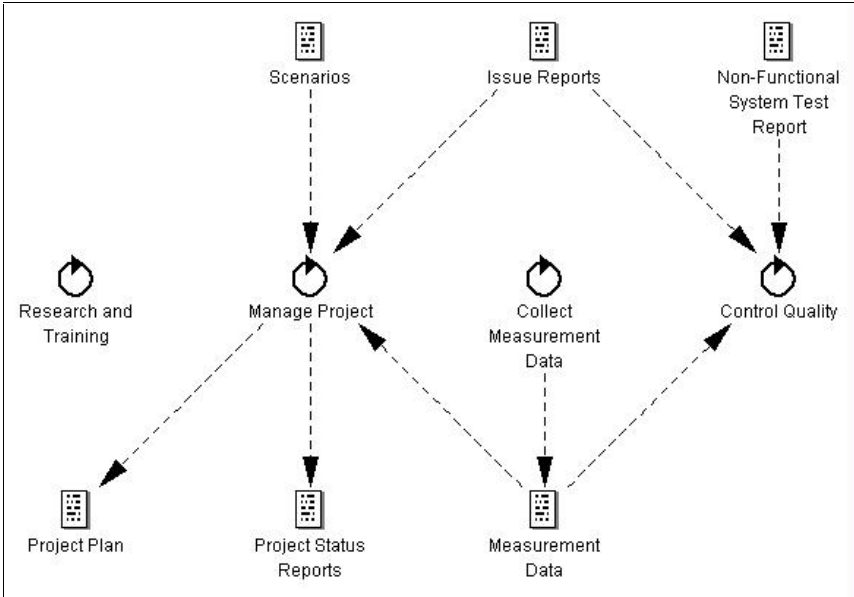 Scenarios
Issue Reports
Non-Functional
System Test
Report
Research and
Training
Manage Project
Collect
Measurement
Data
Control Quality
Project Plan
Project Status
Reports
Measurement
Data